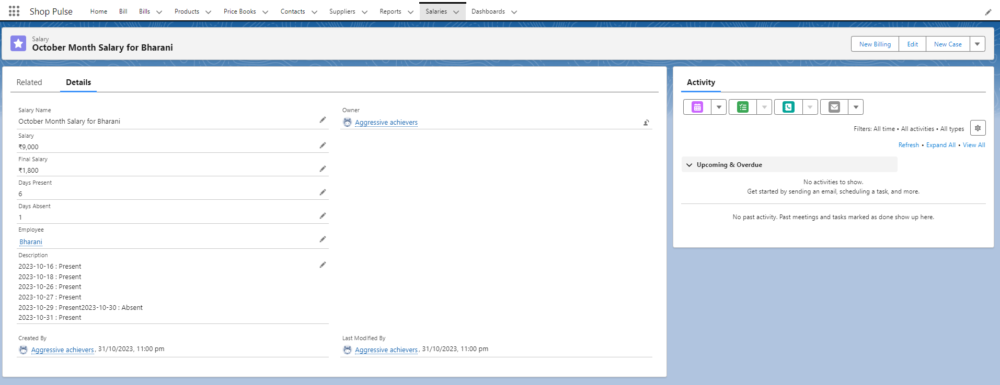 Shop Pulse Home Bill Bills Products Price Books Contacts Suppliers Reports Salaries Dashboards
Salary
October Month Salary for Bharani
New Billing Edit New Case
Related Details
Salary Name
October Month Salary for Bharani
Salary
₹9,000
Final Salary
₹1,800
Days Present
6
Days Absent
1
Employee
Bharani
Description
2023-10-16 : Present
2023-10-18 : Present
2023-10-26 : Present
2023-10-27 : Present
2023-10-29 : Present2023-10-30 : Absent
2023-10-31 : Present
Created By
Aggressive achievers, 31/10/2023, 11:00 pm
Owner
Aggressive achievers
Last Modified By
Aggressive achievers, 31/10/2023, 11:00 pm
Activity
Filters: All time • All activities • All types
Refresh • Expand All • View All
Upcoming & Overdue
No activities to show.
Get started by sending an email, scheduling a task, and more.
No past activity. Past meetings and tasks marked as done show up here.